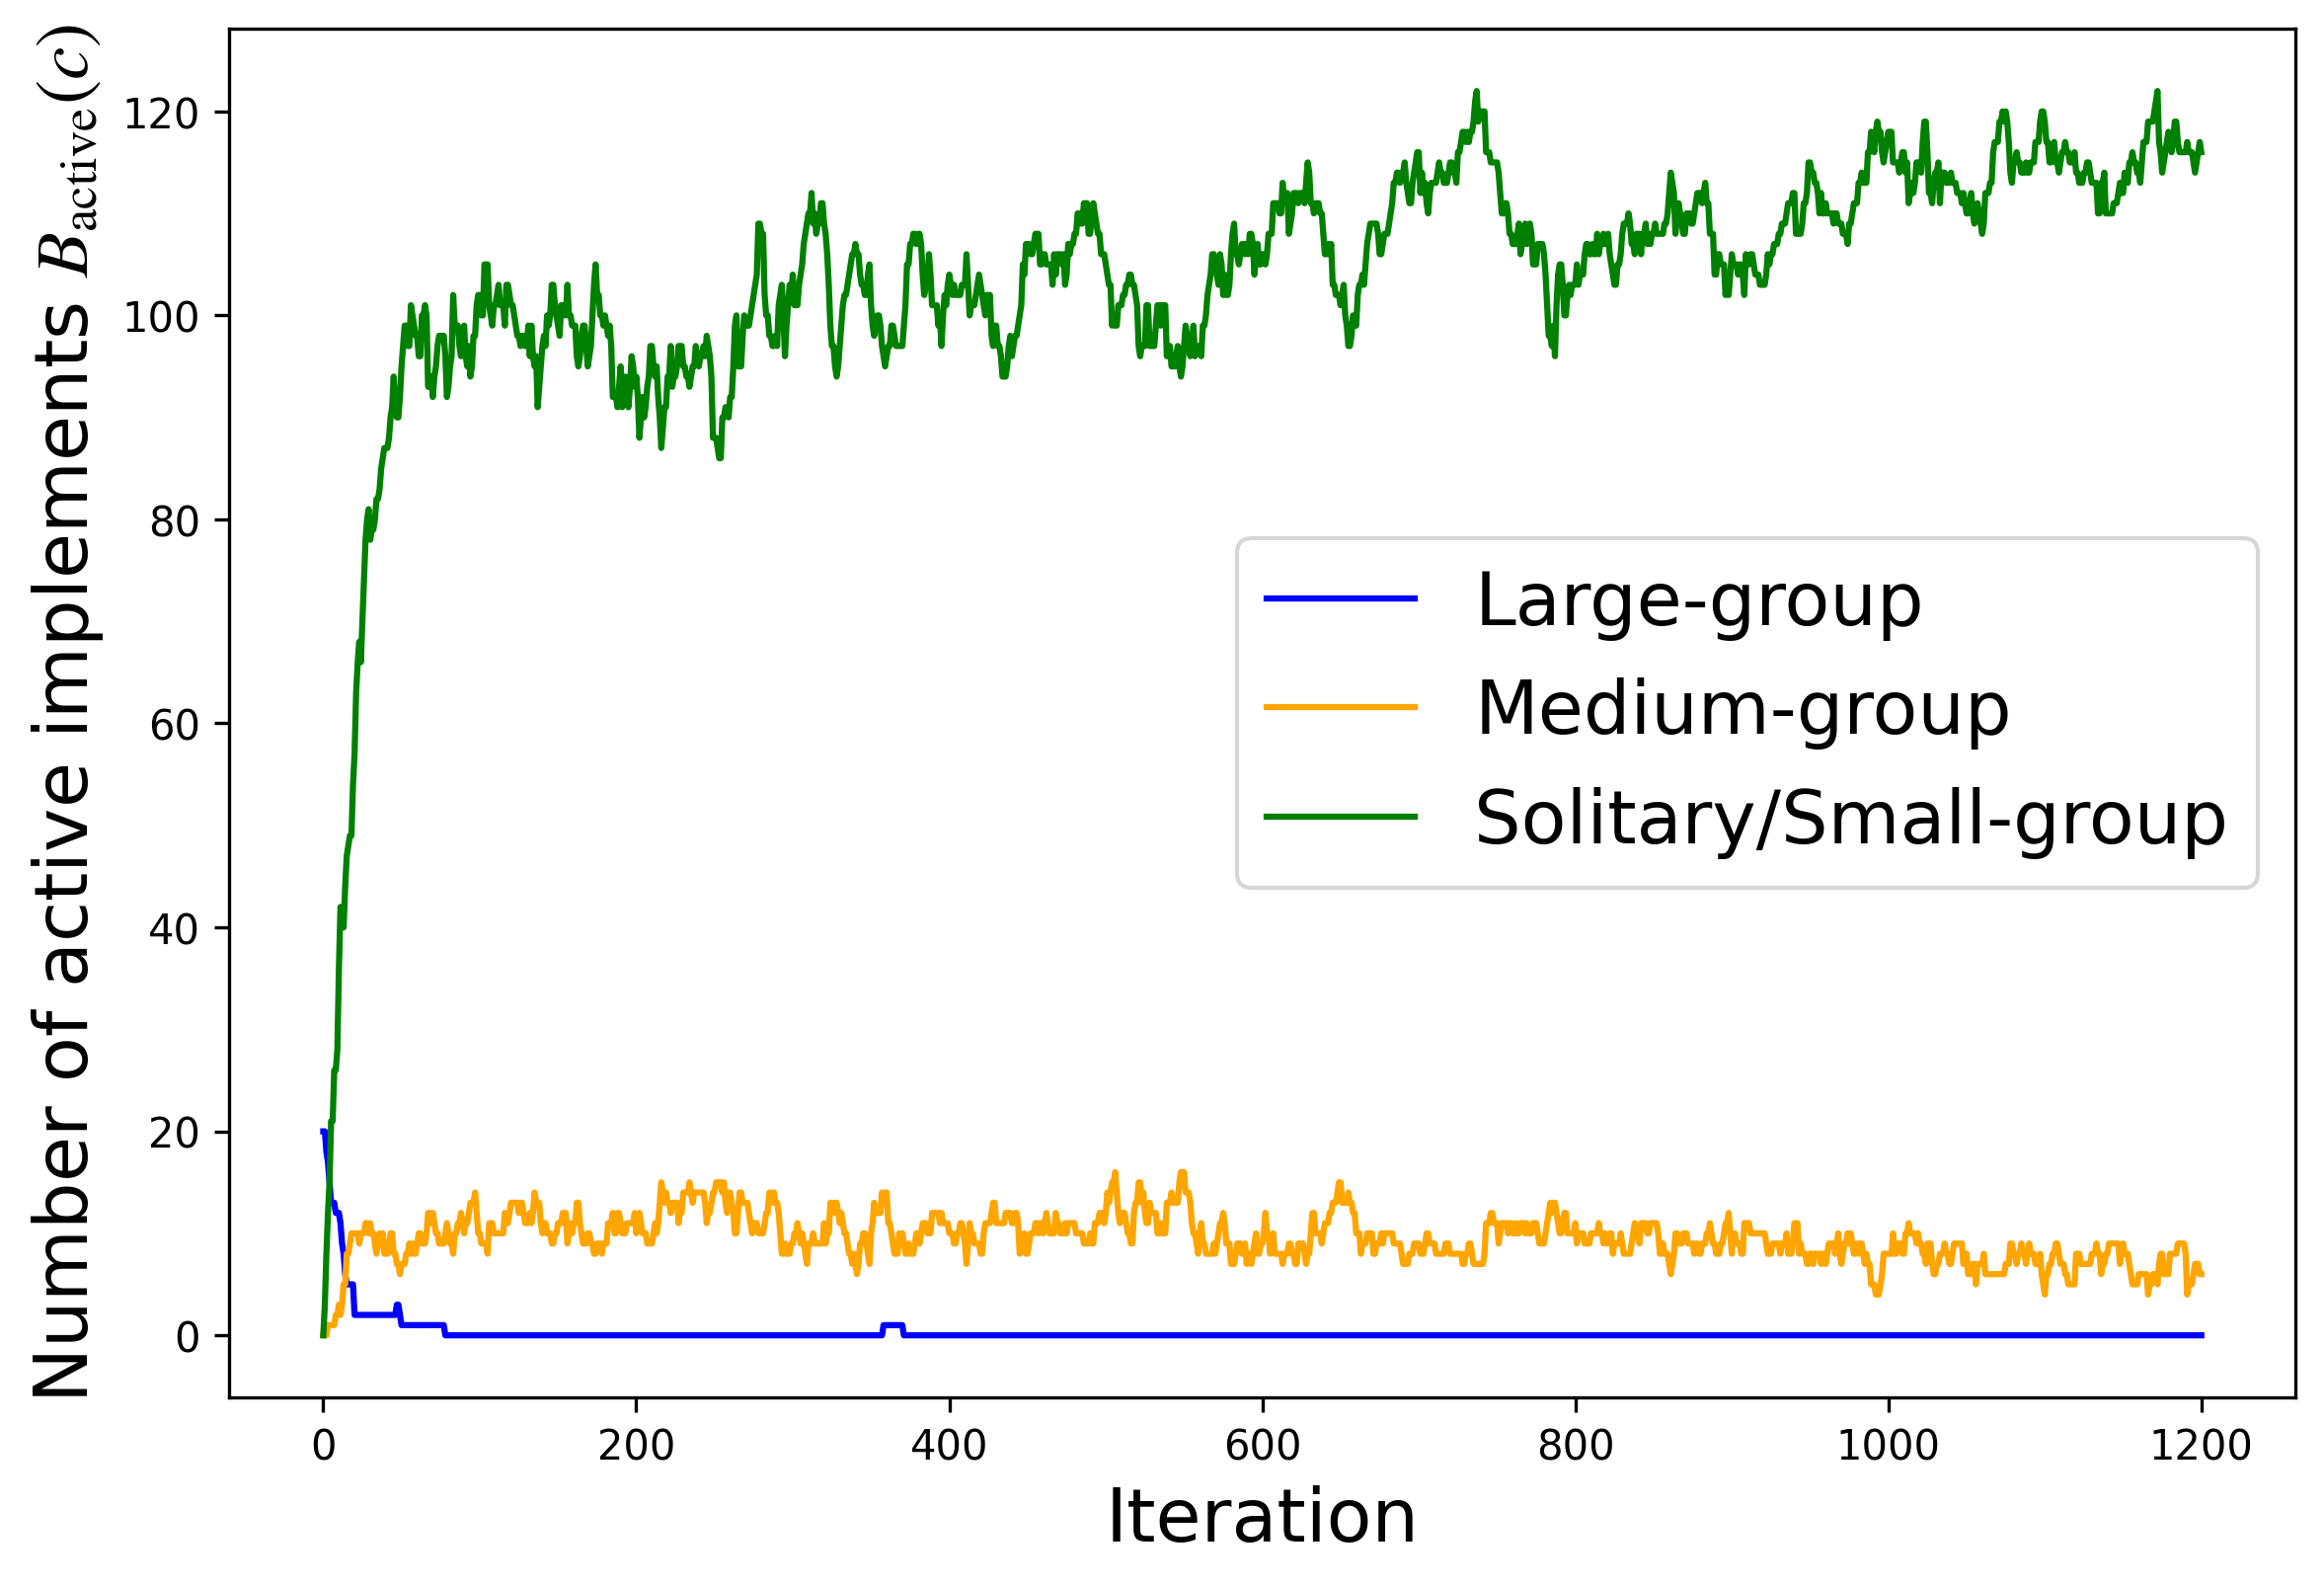 Number of active implements B_active(c)
120
100
80
60
40
20
0
Large-group
Medium-group
Solitary/Small-group
0 200 400 600 800 1000 1200
Iteration